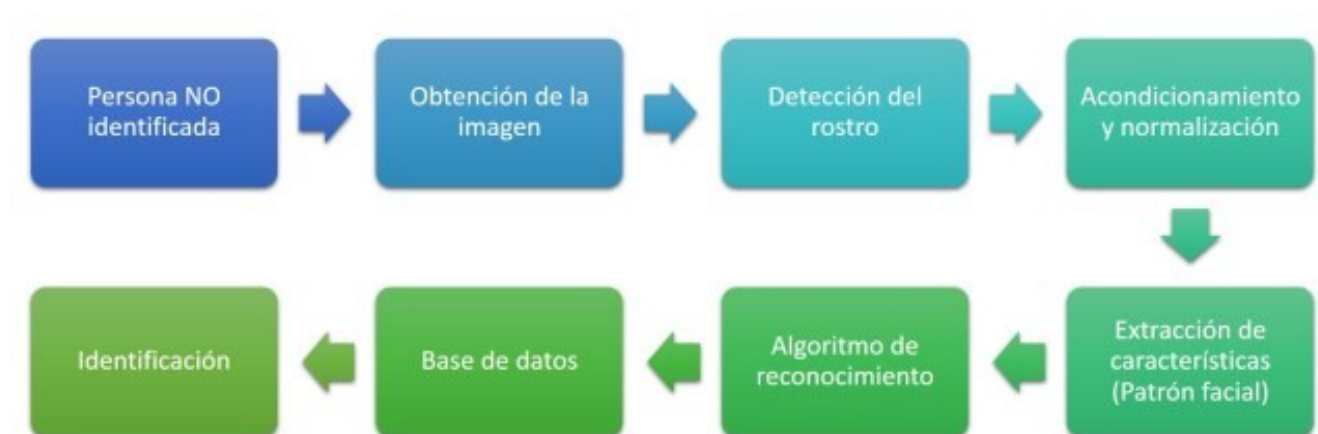 Persona NO
identificada
Obtención de la
imagen
Detección del
rostro
Acondicionamiento
y normalización
Extracción de
características
(Patrón facial)
Algoritmo de
reconocimiento
Base de datos
Identificación